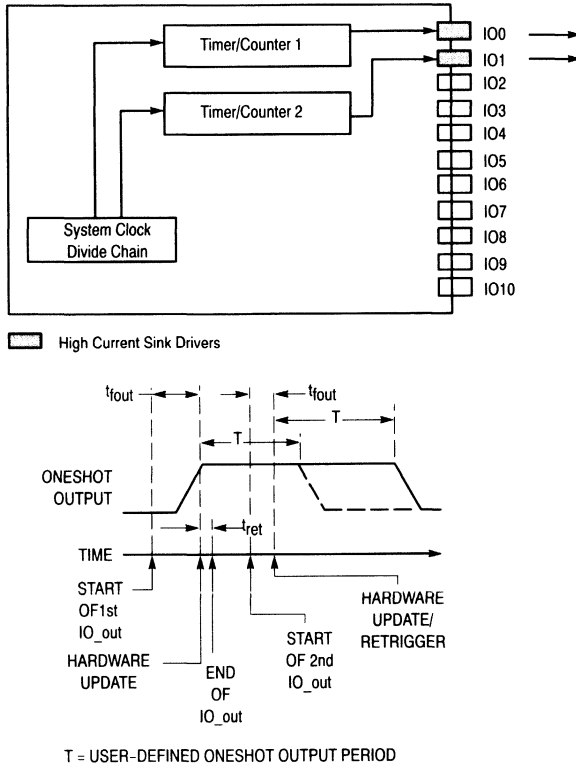 Timer/Counter 1
Timer/Counter 2
System Clock
Divide Chain
IO0
IO1
IO2
IO3
IO4
IO5
IO6
IO7
IO8
IO9
IO10
High Current Sink Drivers
tfout
tfout
T
T
ONESHOT
OUTPUT
tret
TIME
START
OF1st
IO_out
HARDWARE
UPDATE
END
OF
IO_out
START
OF 2nd
IO_out
HARDWARE
UPDATE/
RETRIGGER
T = USER-DEFINED ONESHOT OUTPUT PERIOD